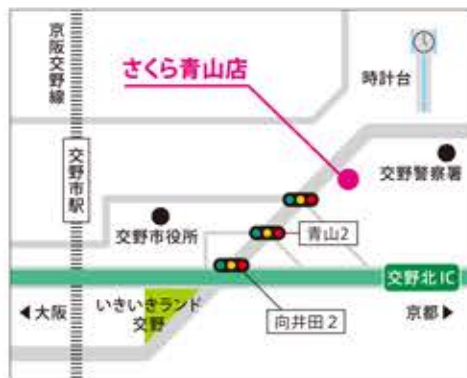 京阪交野線
さくら青山店
時計台
交野市駅
交野警察署
交野市役所
青山2
交野北IC
◀大阪
いきいきランド
交野
向井田2
京都▶